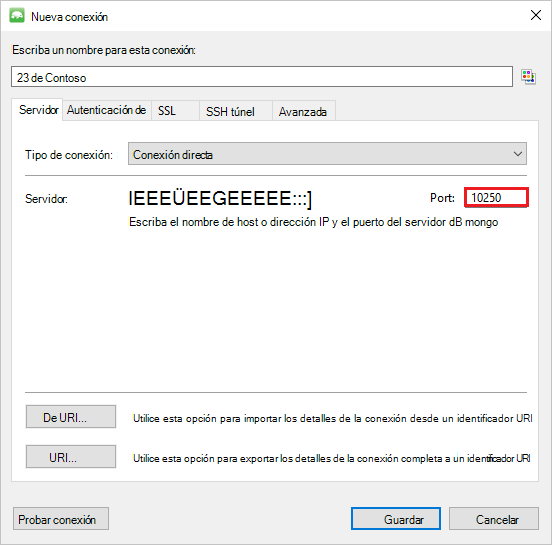 Nueva conexión
Escriba un nombre para esta conexión:
23 de Contoso
Servidor Autenticación de SSL SSH túnel Avanzada
Tipo de conexión: Conexión directa
Servidor: IEEEÜEEGEEEEE:::] Port: 10250
Escriba el nombre de host o dirección IP y el puerto del servidor dB mongo
De URI... Utilice esta opción para importar los detalles de la conexión desde un identificador URI
URI... Utilice esta opción para exportar los detalles de la conexión completa a un identificador URI
Probar conexión Guardar Cancelar